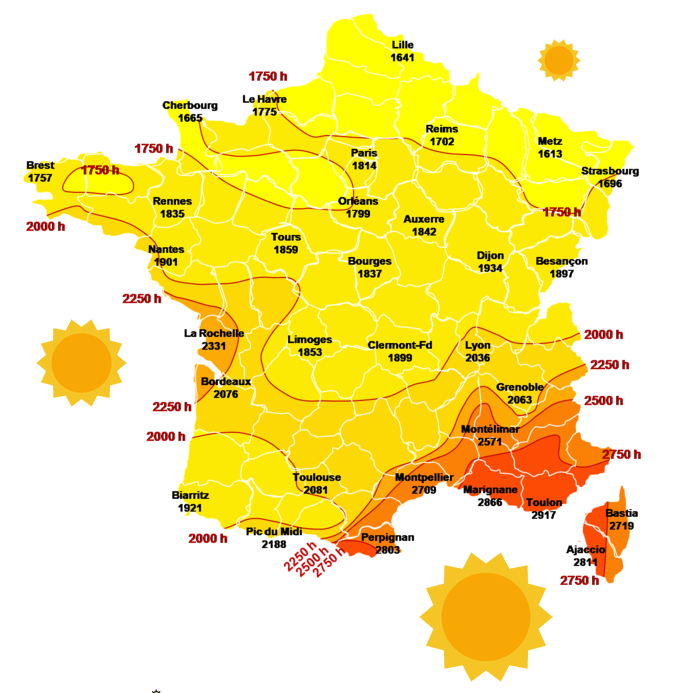 Lille
1641
1750 h
Le Havre
1775
Cherbourg
1665
Reims
1702
Metz
1613
1750 h
Paris
1814
Brest
1757
1750 h
Strasbourg
1696
Rennes
1835
Orléans
1799
1750 h
Auxerre
1842
2000 h
Tours
1859
Nantes
1901
Bourges
1837
Dijon
1934
Besançon
1897
2250 h
La Rochelle
2331
Limoges
1853
Clermont-Fd
1899
Lyon
2036
2000 h
2250 h
Bordeaux
2076
Grenoble
2063
2500 h
2250 h
Montélimar
2571
2000 h
2750 h
Toulouse
2081
Montpellier
2709
Marignane
2866
Biarritz
1921
Toulon
2917
Bastia
2719
2000 h
Pic du Midi
2188
Perpignan
2803
2250 h
2500 h
2750 h
Ajaccio
2811
2750 h